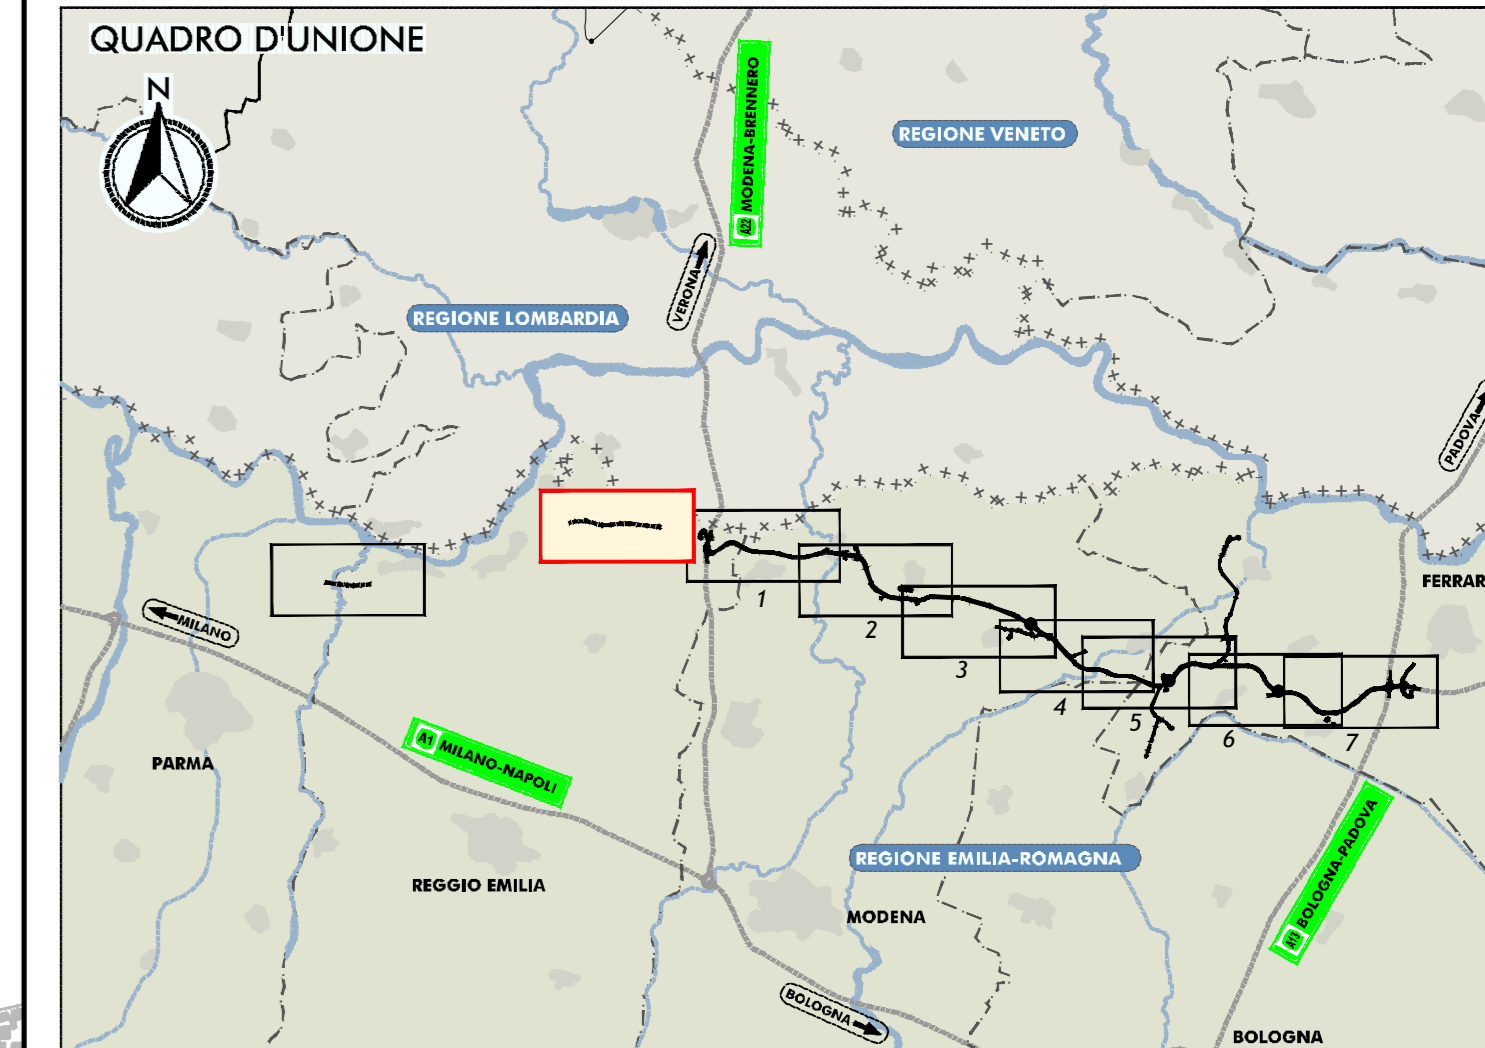 QUADRO D'UNIONE
N
A22 MODENA-BRENNERO
REGIONE VENETO
VERONA
REGIONE LOMBARDIA
PADOVA
FERRAR
1
2
3
4
5
6
7
MILANO
PARMA
A1 MILANO-NAPOLI
REGGIO EMILIA
REGIONE EMILIA-ROMAGNA
MODENA
A13 BOLOGNA-PADOVA
BOLOGNA
BOLOGNA